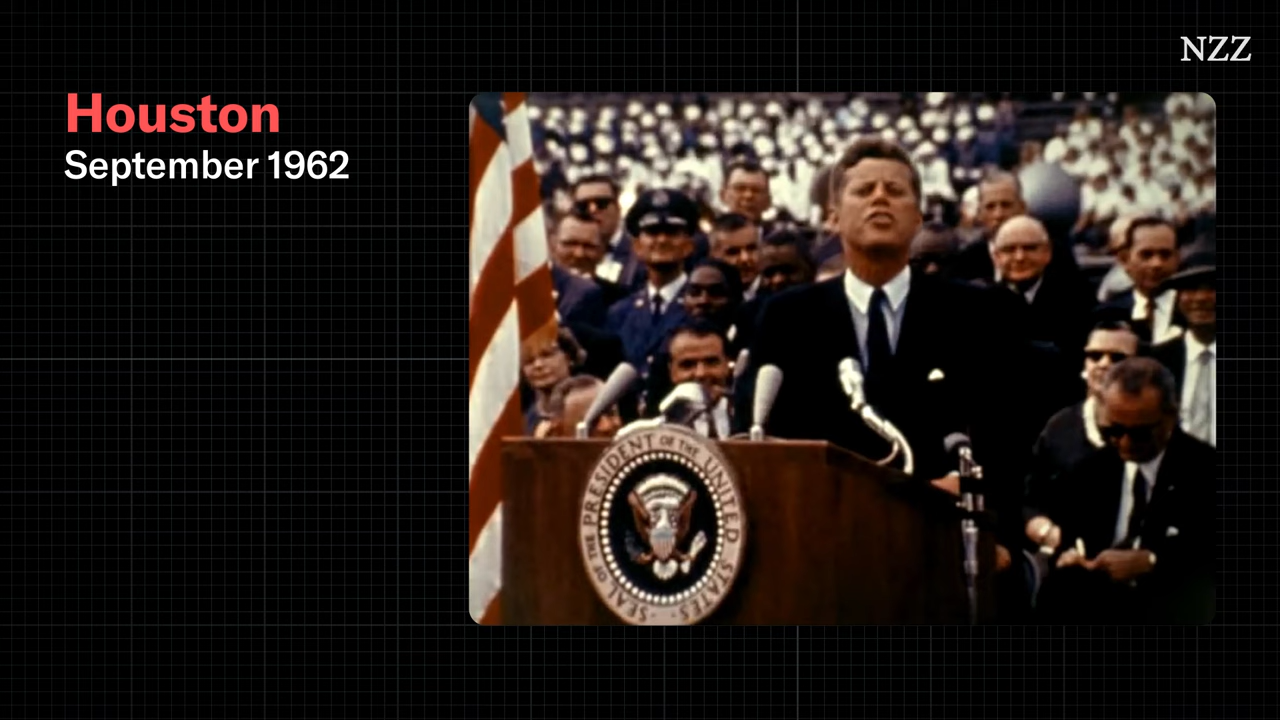 NZZ
Houston
September 1962
SEAL OF THE PRESIDENT OF THE UNITED STATES